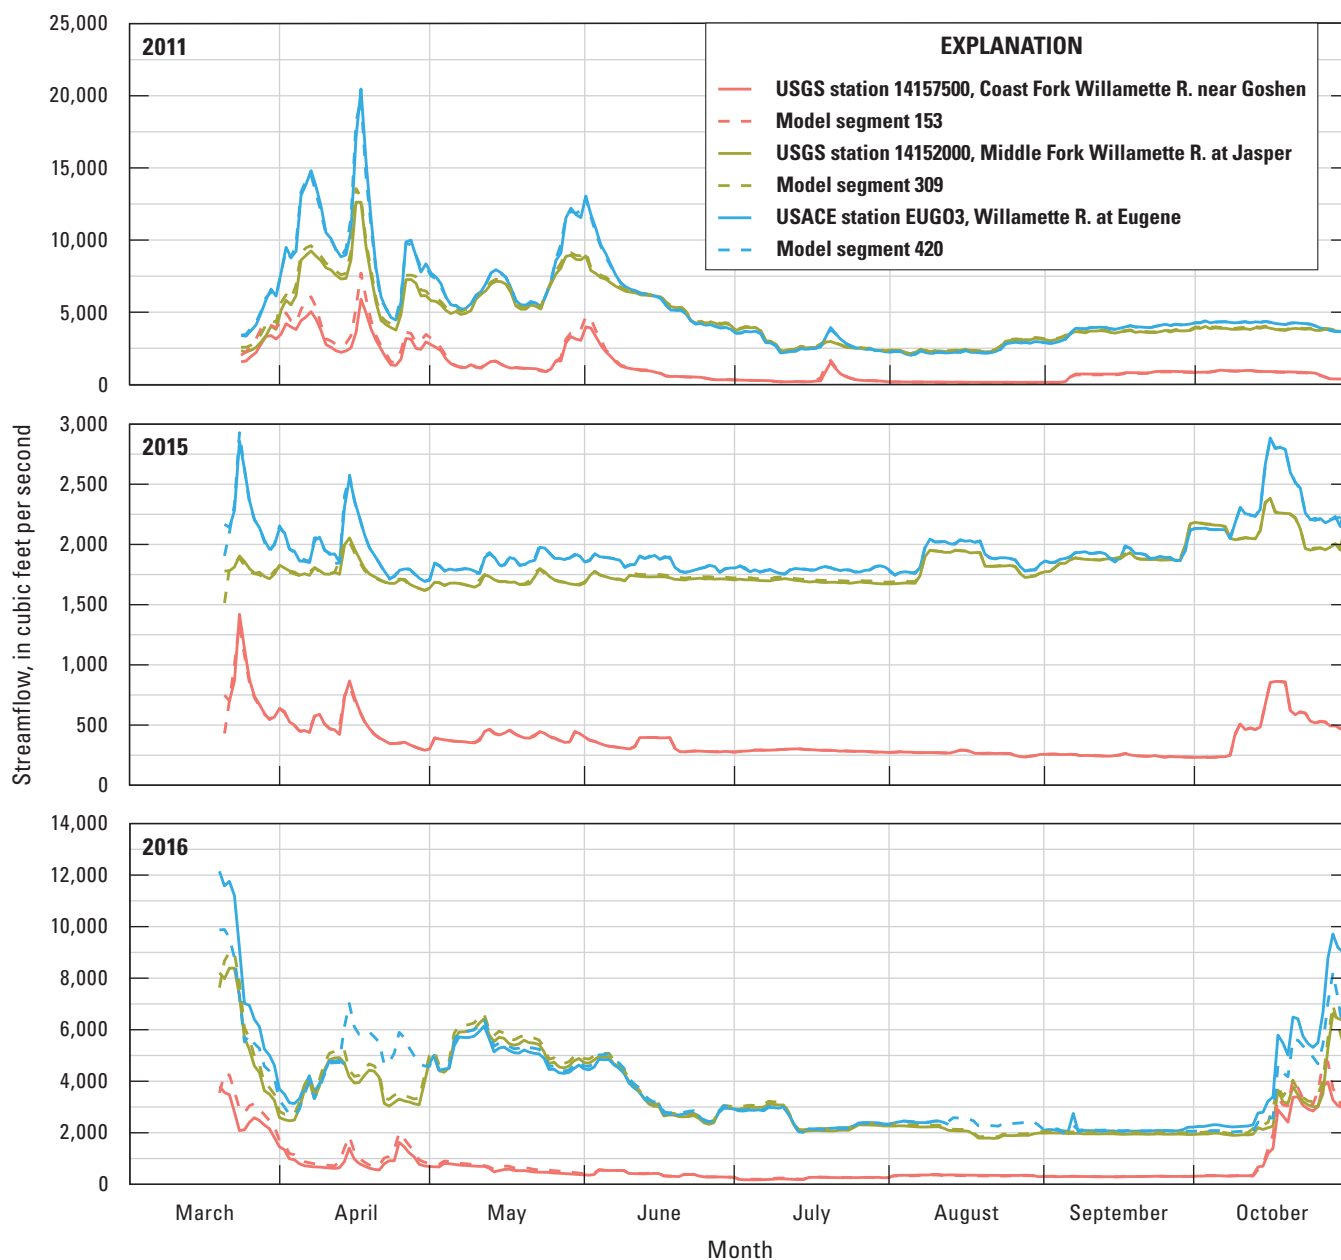 25,000
20,000
15,000
10,000
5,000
0
2011
EXPLANATION
USGS station 14157500, Coast Fork Willamette R. near Goshen
Model segment 153
USGS station 14152000, Middle Fork Willamette R. at Jasper
Model segment 309
USACE station EUGO3, Willamette R. at Eugene
Model segment 420
Streamflow, in cubic feet per second
3,000
2,500
2,000
1,500
1,000
500
0
2015
14,000
12,000
10,000
8,000
6,000
4,000
2,000
0
2016
March April May June July August September October
Month